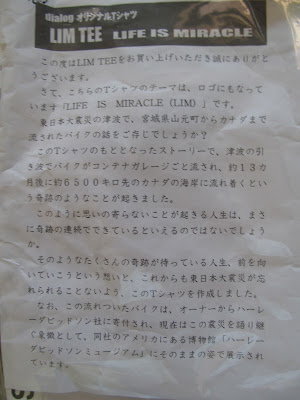 dialog オリジナルTシャツ
LIM TEE LIFE IS MIRACLE
この度はLIM TEEをお買い上げいただき誠にありがと
うございます。
さて、こちらのTシャツのテーマは、ロゴにもなって
います『LIFE IS MIRACLE (LIM)』です。
東日本大震災の津波で、宮城県山元町からカナダまで
流されたバイクの話をご存じでしょうか？
このTシャツのもととなったストーリーで、津波の引
き波でバイクがコンテナガレージごと流され、約13カ
月後に約6500キロ先のカナダの海岸に流れ着くとい
う奇跡のようなことが起きました。
このように思いの寄らないことが起きる人生は、まさ
に奇跡の連続でできているといえるのではないでしょう
か。
そのようなたくさんの奇跡が待っている人生、前を向
いていこうという想いと、これからも東日本大震災が忘
れられることないよう、このTシャツを作成しました。
なお、この流れついたバイクは、オーナーからハーレ
ーダビッドソン社に寄付され、現在はこの震災を語り継
ぐ象徴として、同社のアメリカにある博物館「ハーレー
ダビッドソンミュージアム」にそのままの姿で展示され
ています。